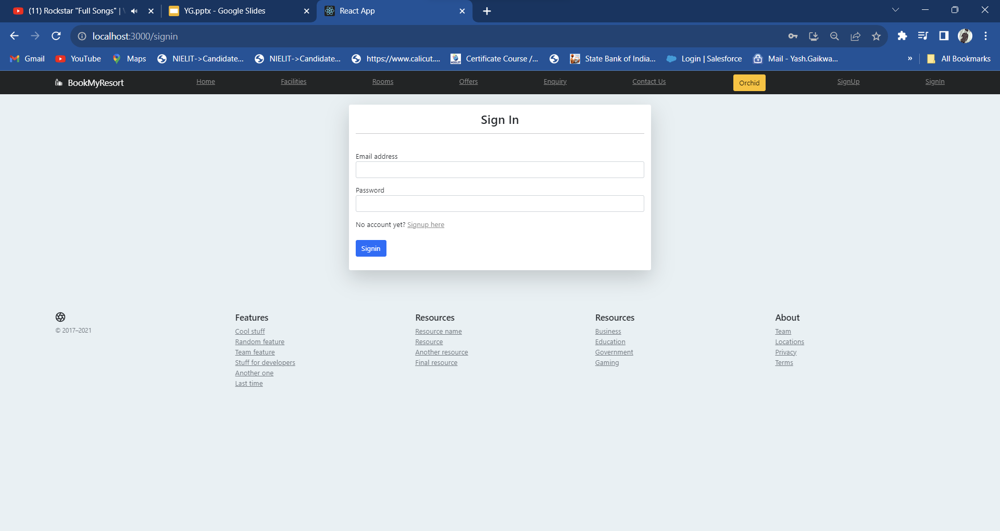 (11) Rockstar "Full Songs" |
YG.pptx - Google Slides
React App
localhost:3000/signin
Gmail
YouTube
Maps
NIELIT->Candidate...
NIELIT->Candidate...
https://www.calicut....
NIELIT
Certificate Course /...
State Bank of India...
Login | Salesforce
Mail - Yash.Gaikwa...
»
All Bookmarks
BookMyResort
Home
Facilities
Rooms
Offers
Enquiry
Contact Us
Orchid
SignUp
SignIn
Sign In
Email address
Password
No account yet? Signup here
Signin
© 2017–2021
Features
Cool stuff
Random feature
Team feature
Stuff for developers
Another one
Last time
Resources
Resource name
Resource
Another resource
Final resource
Resources
Business
Education
Government
Gaming
About
Team
Locations
Privacy
Terms